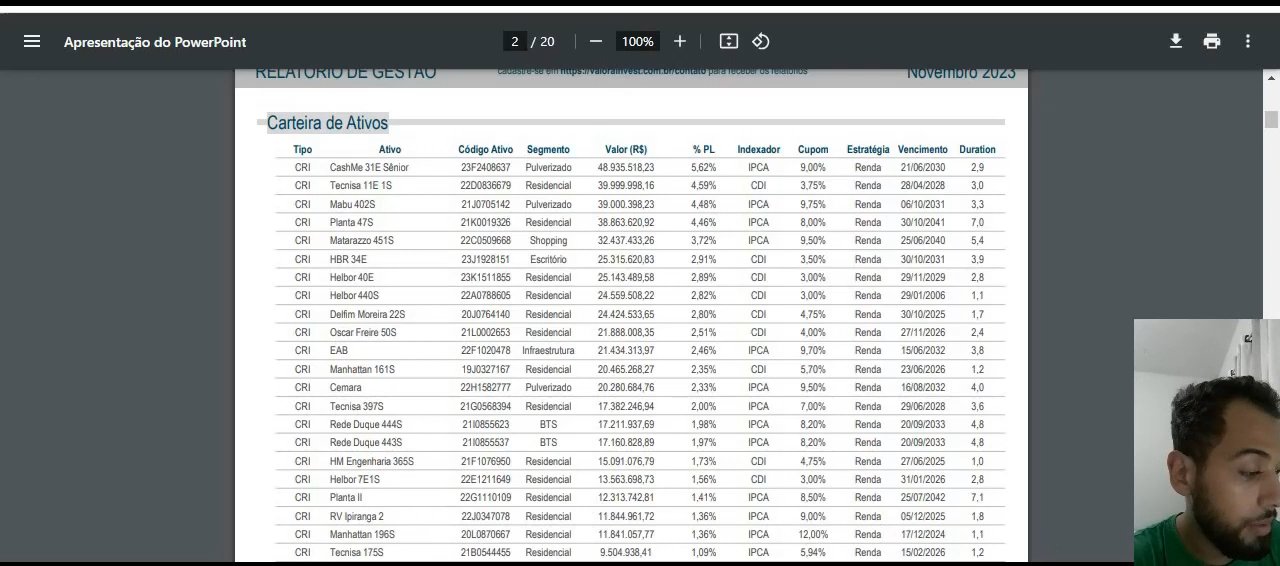 Apresentação do PowerPoint
2 / 20
100%
RELATÓRIO DE GESTÃO
cadastre-se em https://valorainvest.com.br/contato para receber os relatórios
Novembro 2023
Carteira de Ativos
Tipo Ativo Código Ativo Segmento Valor (R$) % PL Indexador Cupom Estratégia Vencimento Duration
CRI CashMe 31E Sênior 23F2408637 Pulverizado 48.935.518,23 5,62% IPCA 9,00% Renda 21/06/2030 2,9
CRI Tecnisa 11E 1S 22D0836679 Residencial 39.999.998,16 4,59% CDI 3,75% Renda 28/04/2028 3,0
CRI Mabu 402S 21J0705142 Pulverizado 39.000.398,23 4,48% IPCA 9,75% Renda 06/10/2031 3,3
CRI Planta 47S 21K0019326 Residencial 38.863.620,92 4,46% IPCA 8,00% Renda 30/10/2041 7,0
CRI Matarazzo 451S 22C0509668 Shopping 32.437.433,26 3,72% IPCA 9,50% Renda 25/06/2040 5,4
CRI HBR 34E 23J1928151 Escritório 25.315.620,83 2,91% CDI 3,50% Renda 30/10/2031 3,9
CRI Helbor 40E 23K1511855 Residencial 25.143.489,58 2,89% CDI 3,00% Renda 29/11/2029 2,8
CRI Helbor 440S 22A0788605 Residencial 24.559.508,22 2,82% CDI 3,00% Renda 29/01/2006 1,1
CRI Delfim Moreira 22S 20J0764140 Residencial 24.424.533,65 2,80% CDI 4,75% Renda 30/10/2025 1,7
CRI Oscar Freire 50S 21L0002653 Residencial 21.888.008,35 2,51% CDI 4,00% Renda 27/11/2026 2,4
CRI EAB 22F1020478 Infraestrutura 21.434.313,97 2,46% IPCA 9,70% Renda 15/06/2032 3,8
CRI Manhattan 161S 19J0327167 Residencial 20.465.268,27 2,35% CDI 5,70% Renda 23/06/2026 1,2
CRI Cemara 22H1582777 Pulverizado 20.280.684,76 2,33% IPCA 9,50% Renda 16/08/2032 4,0
CRI Tecnisa 397S 21G0568394 Residencial 17.382.246,94 2,00% IPCA 7,00% Renda 29/06/2028 3,6
CRI Rede Duque 444S 21I0855623 BTS 17.211.937,69 1,98% IPCA 8,20% Renda 20/09/2033 4,8
CRI Rede Duque 443S 21I0855537 BTS 17.160.828,89 1,97% IPCA 8,20% Renda 20/09/2033 4,8
CRI HM Engenharia 365S 21F1076950 Residencial 15.091.076,79 1,73% CDI 4,75% Renda 27/06/2025 1,0
CRI Helbor 7E1S 22E1211649 Residencial 13.563.698,73 1,56% CDI 3,00% Renda 31/01/2026 2,8
CRI Planta II 22G1110109 Residencial 12.313.742,81 1,41% IPCA 8,50% Renda 25/07/2042 7,1
CRI RV Ipiranga 2 22J0347078 Residencial 11.844.961,72 1,36% IPCA 9,00% Renda 05/12/2025 1,8
CRI Manhattan 196S 20L0870667 Residencial 11.841.057,77 1,36% IPCA 12,00% Renda 17/12/2024 1,1
CRI Tecnisa 175S 21B0544455 Residencial 9.504.938,41 1,09% IPCA 5,94% Renda 15/02/2026 1,2